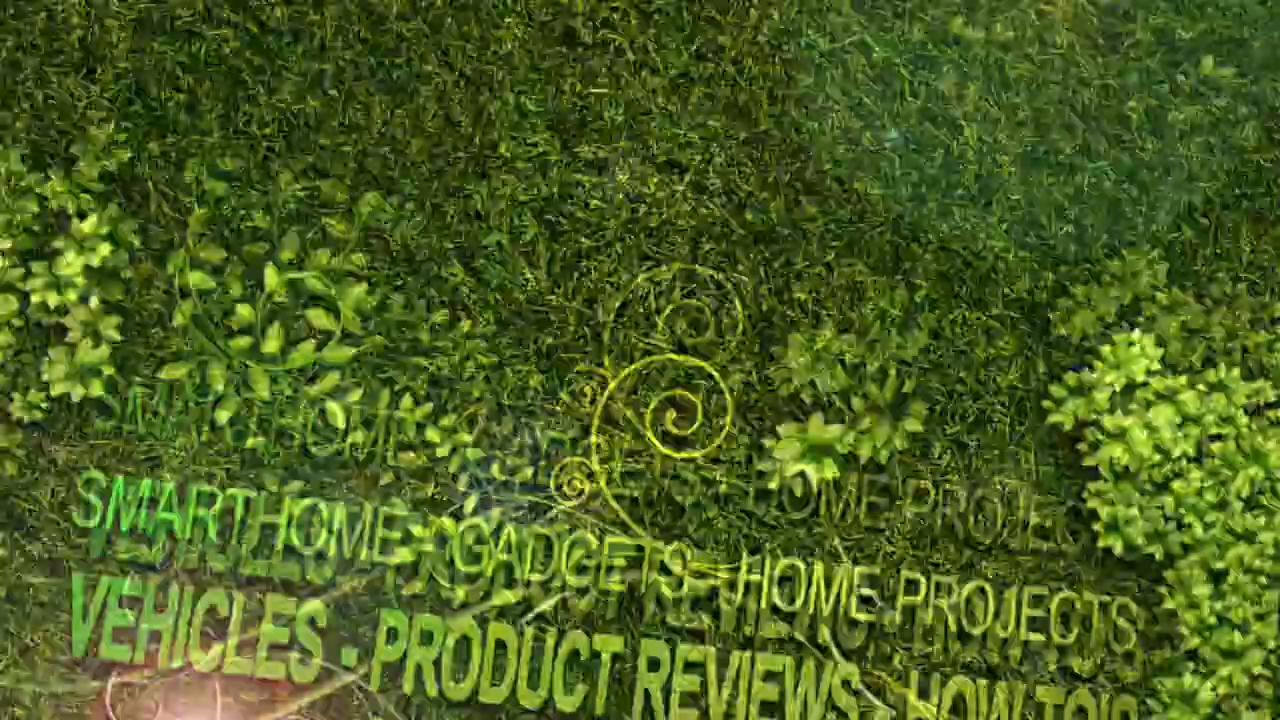 SMARTHOME - GADGETS - HOME PROJECTS
VEHICLES - PRODUCT REVIEWS - HOW TO'S